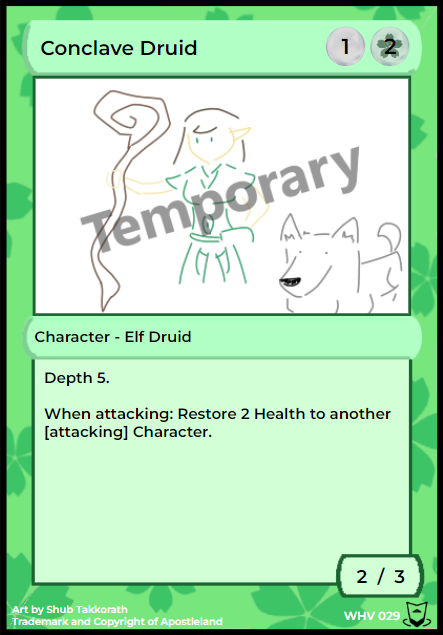 Conclave Druid 1 2
Temporary
Character - Elf Druid
Depth 5.
When attacking: Restore 2 Health to another
[attacking] Character.
2 / 3
Art by Shub Takkorath
Trademark and Copyright of Apostleland
WHV 029